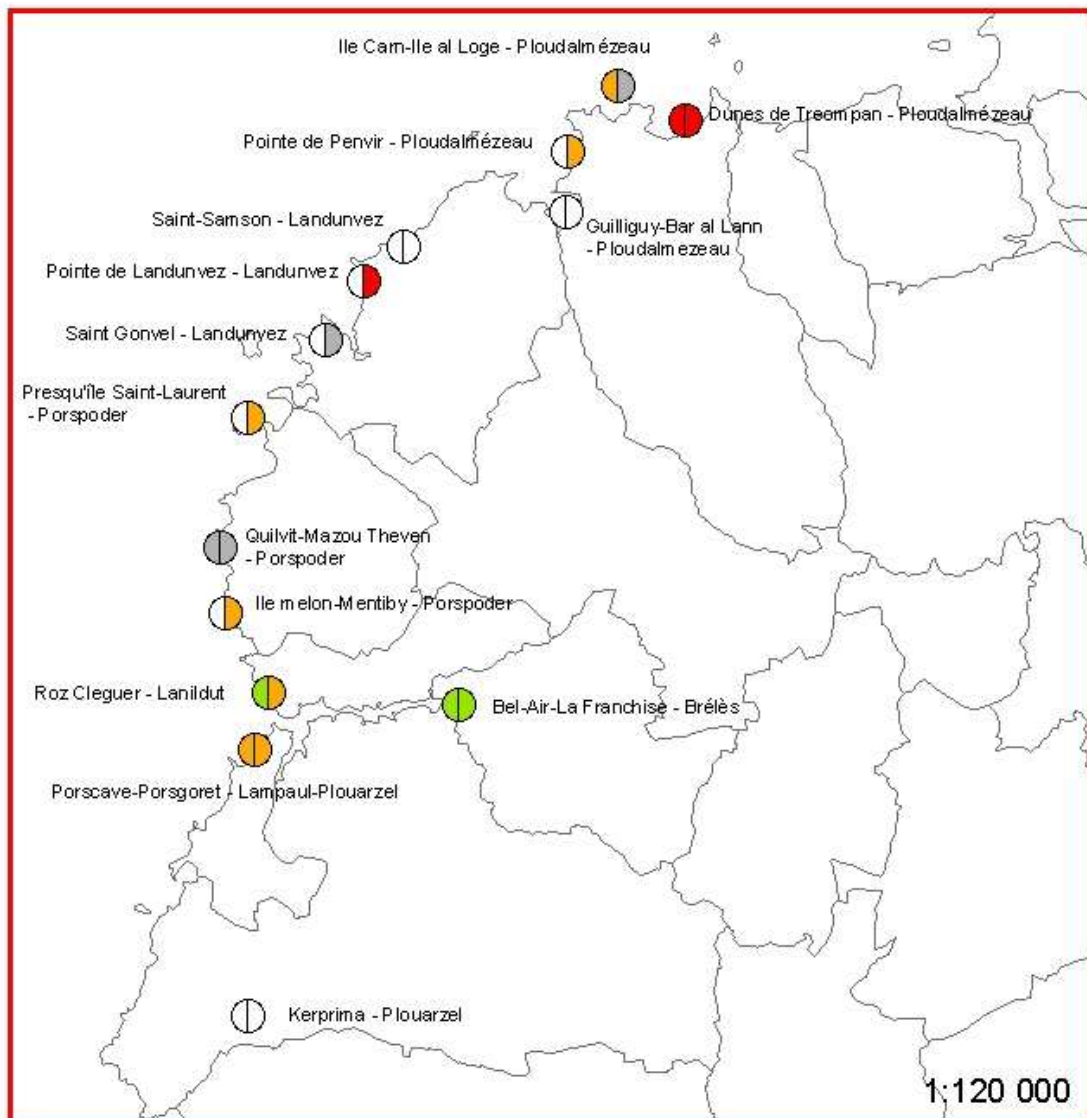 Ile Carn-Ile al Loge - Ploudalmézeau
Dunes de Treompan - Ploudalmézeau
Pointe de Penvir - Ploudalmézeau
Saint-Samson - Landunvez
Guilliguy-Bar al Lann
- Ploudalmezeau
Pointe de Landunvez - Landunvez
Saint Gonvel - Landunvez
Presqu'île Saint-Laurent
- Porspoder
Quilvit-Mazou Theven
- Porspoder
Ile melon-Mentiby - Porspoder
Roz Cleguer - Lanildut
Bel-Air-La Franchise - Brélès
Porscave-Porsgoret - Lampaul-Plouarzel
Kerprima - Plouarzel
1:120 000